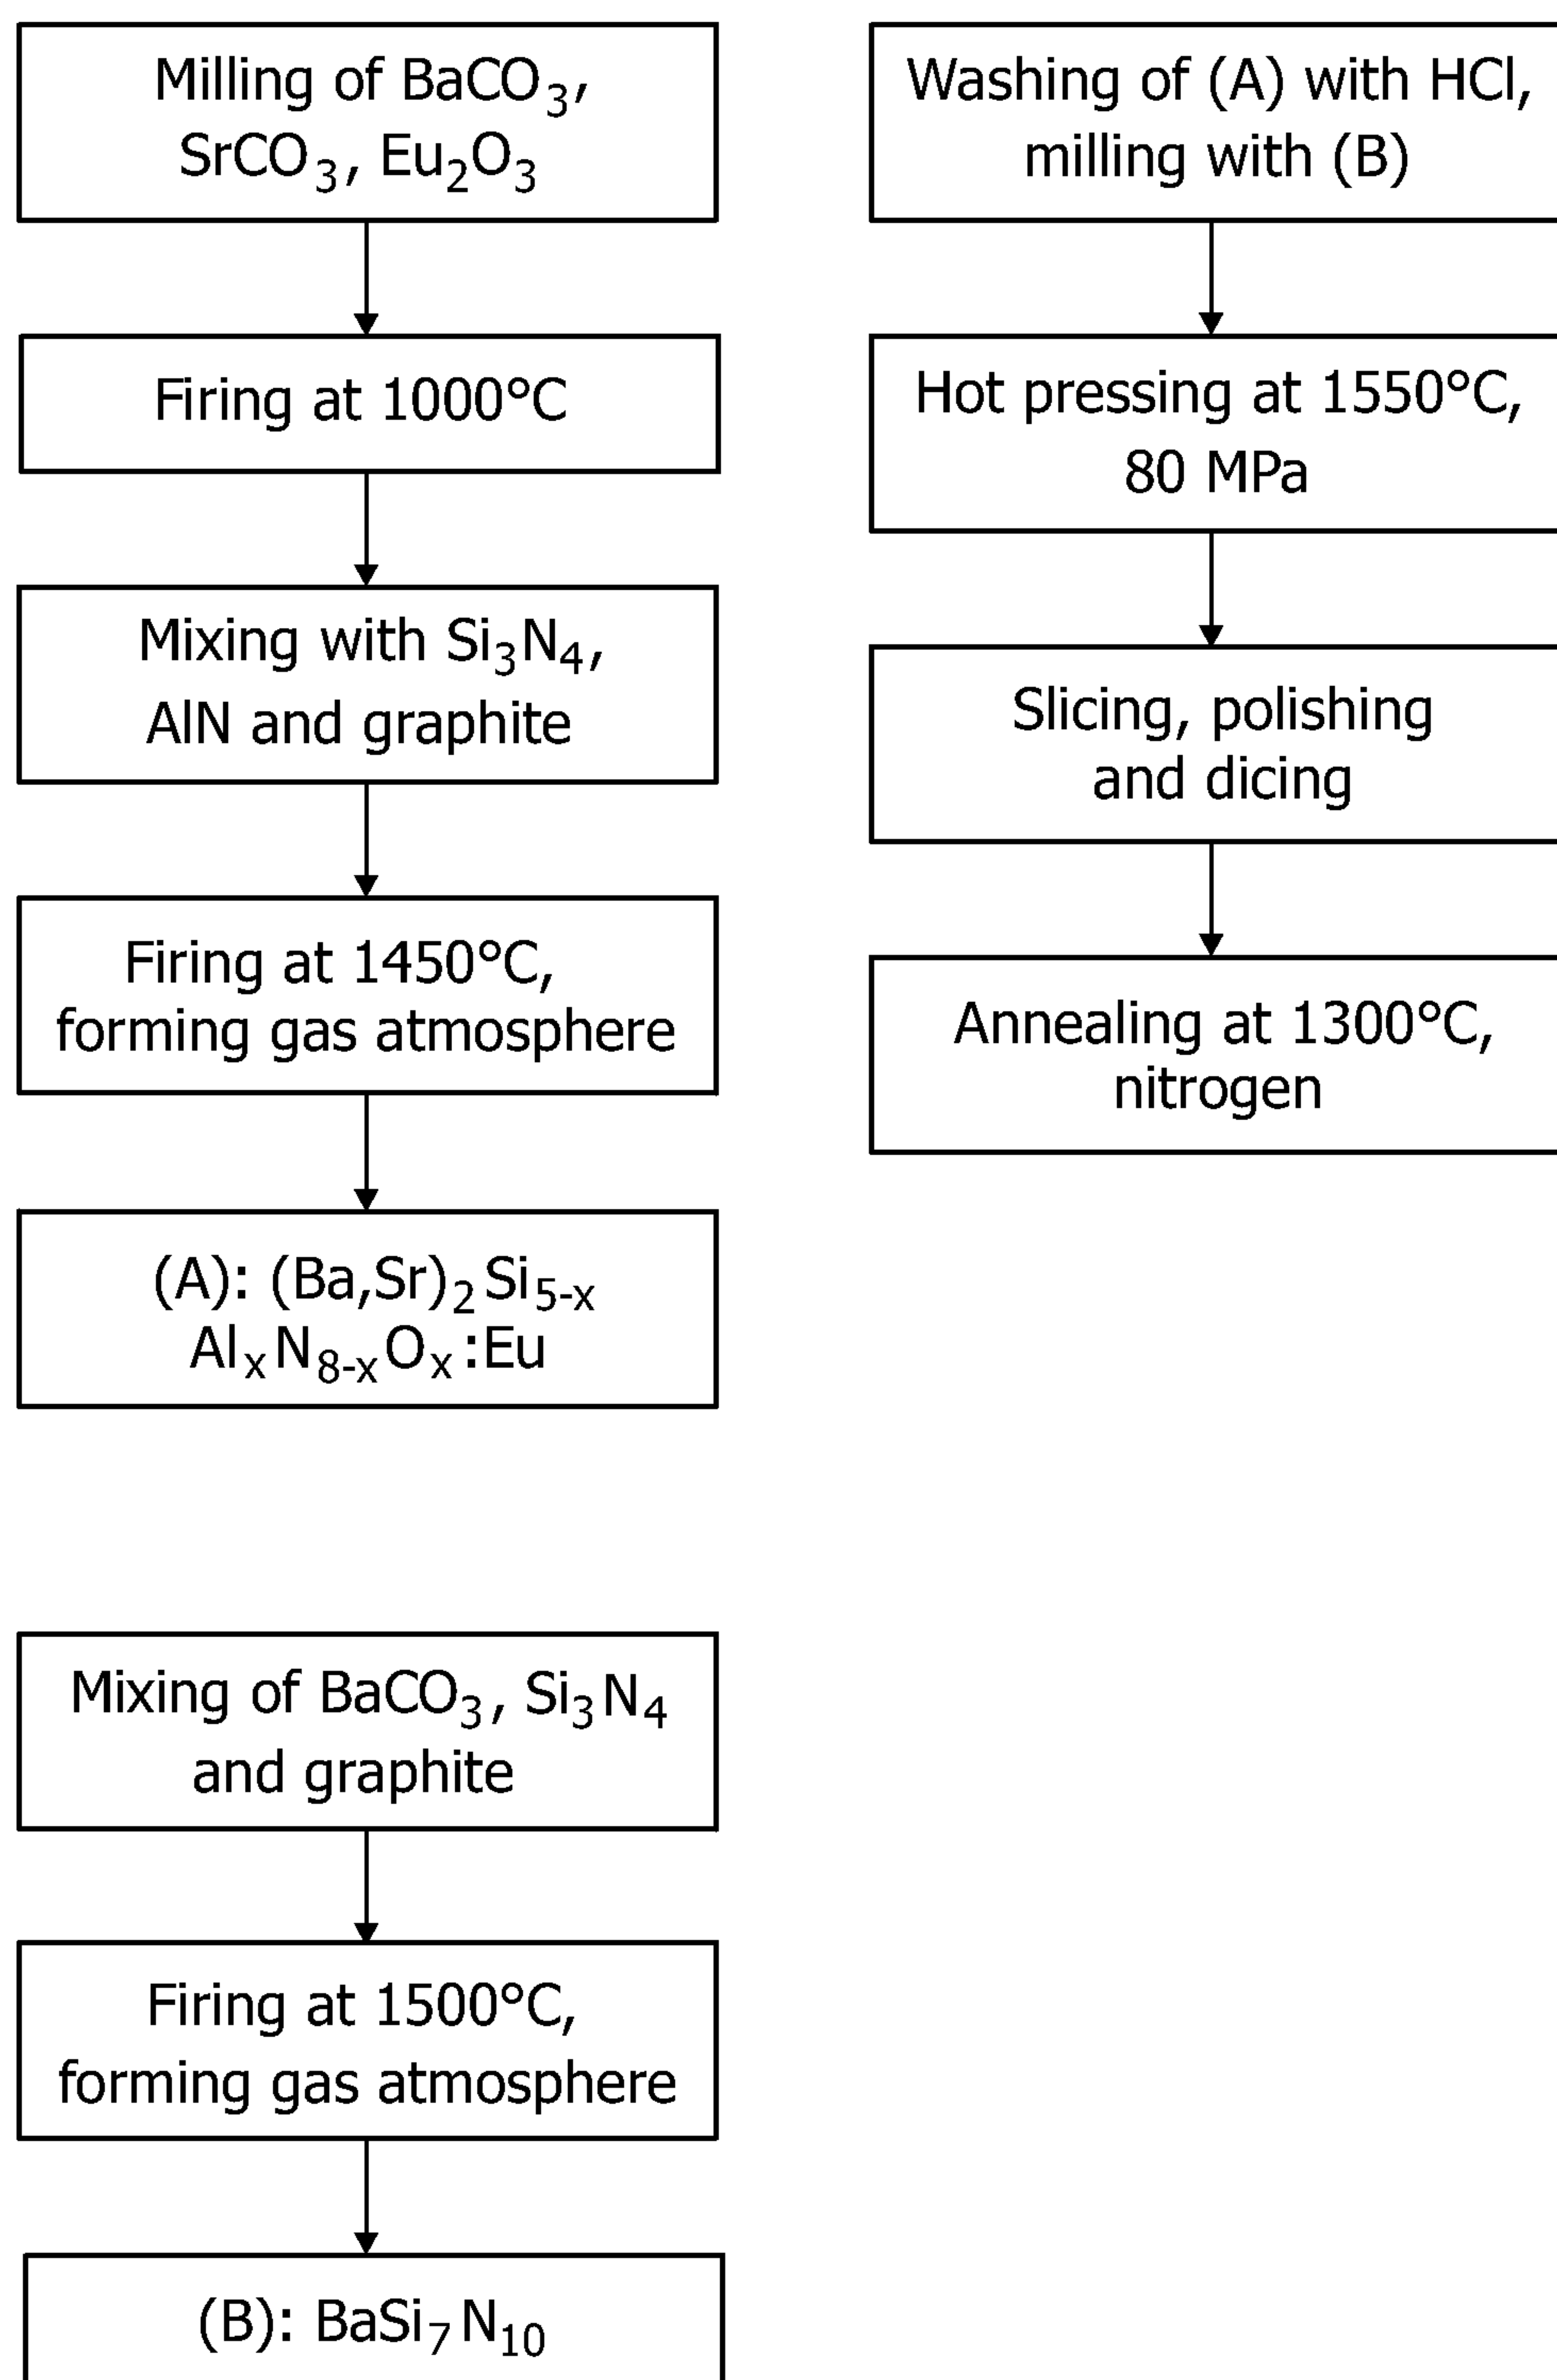 Milling of BaCO₃,
SrCO₃, Eu₂O₃
Firing at 1000°C
Mixing with Si₃N₄,
AlN and graphite
Firing at 1450°C,
forming gas atmosphere
(A): (Ba,Sr)₂Si₅₋ₓ
AlₓN₈₋ₓOₓ:Eu
Mixing of BaCO₃, Si₃N₄
and graphite
Firing at 1500°C,
forming gas atmosphere
(B): BaSi₇N₁₀
Washing of (A) with HCl,
milling with (B)
Hot pressing at 1550°C,
80 MPa
Slicing, polishing
and dicing
Annealing at 1300°C,
nitrogen